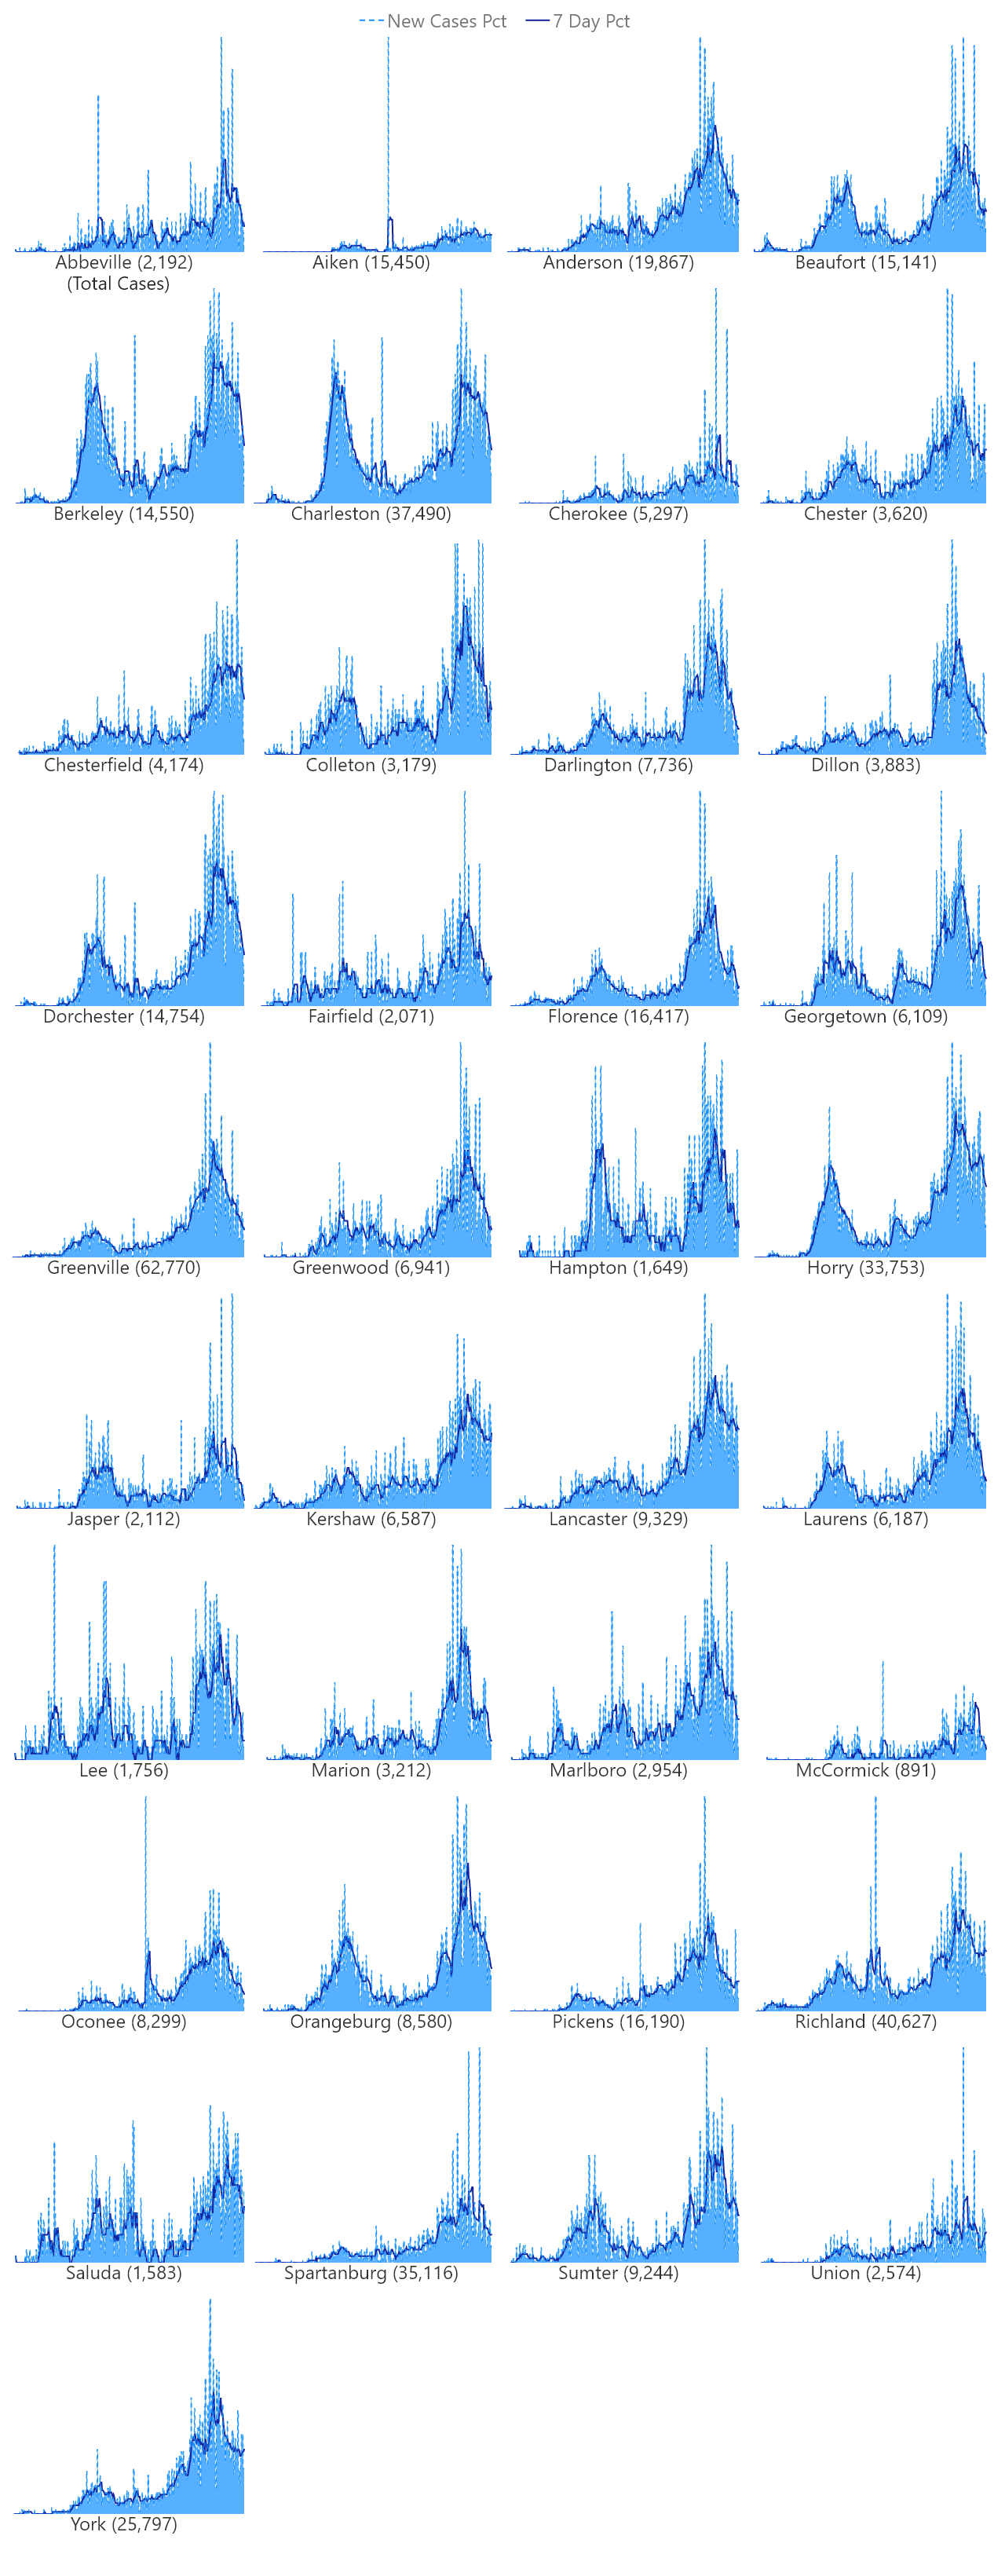 New Cases Pct 7 Day Pct
Abbeville (2,192) Aiken (15,450) Anderson (19,867) Beaufort (15,141)
(Total Cases)
Berkeley (14,550) Charleston (37,490) Cherokee (5,297) Chester (3,620)
Chesterfield (4,174) Colleton (3,179) Darlington (7,736) Dillon (3,883)
Dorchester (14,754) Fairfield (2,071) Florence (16,417) Georgetown (6,109)
Greenville (62,770) Greenwood (6,941) Hampton (1,649) Horry (33,753)
Jasper (2,112) Kershaw (6,587) Lancaster (9,329) Laurens (6,187)
Lee (1,756) Marion (3,212) Marlboro (2,954) McCormick (891)
Oconee (8,299) Orangeburg (8,580) Pickens (16,190) Richland (40,627)
Saluda (1,583) Spartanburg (35,116) Sumter (9,244) Union (2,574)
York (25,797)